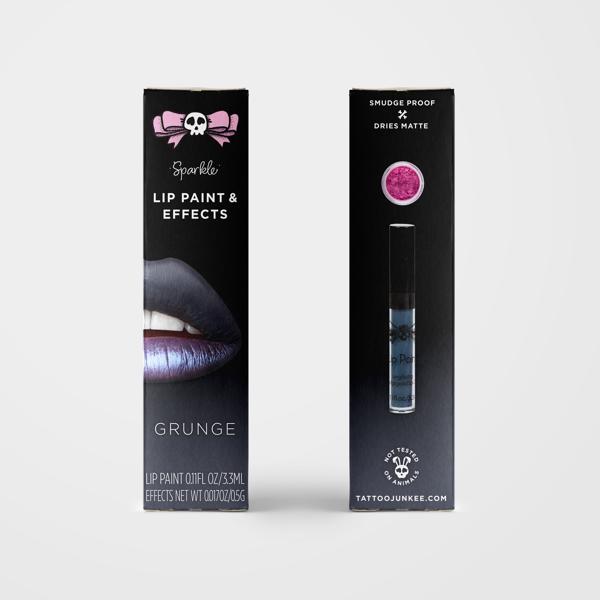 Sparkle
LIP PAINT &
EFFECTS
GRUNGE
LIP PAINT 0.11FL OZ/3.3ML
EFFECTS NET WT 0.017OZ/0.5G
SMUDGE PROOF
DRIES MATTE
NOT TESTED
ON ANIMALS
TATTOOJUNKEE.COM